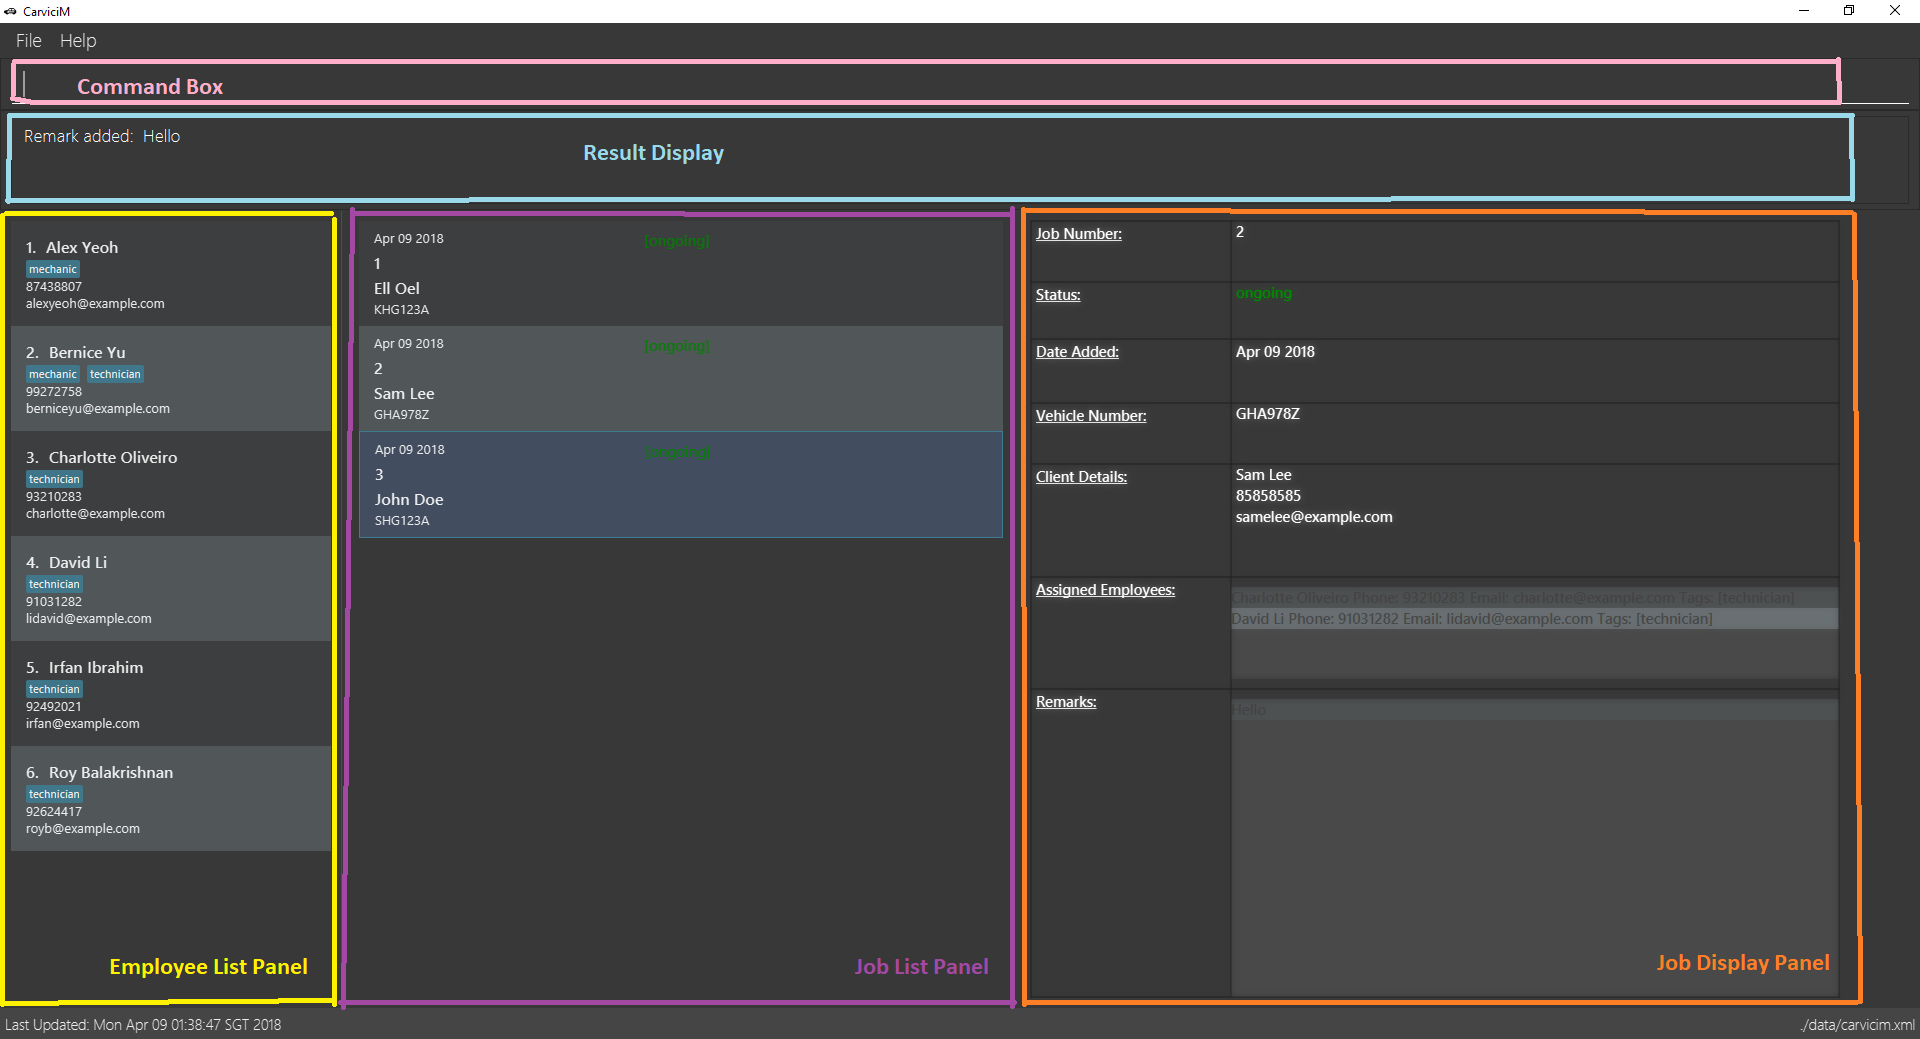 CarviciM
File Help
Command Box
Remark added: Hello
Result Display
1. Alex Yeoh
mechanic
87438807
alexyeoh@example.com
2. Bernice Yu
mechanic technician
99272758
berniceyu@example.com
3. Charlotte Oliveiro
technician
93210283
charlotte@example.com
4. David Li
technician
91031282
lidavid@example.com
5. Irfan Ibrahim
technician
92492021
irfan@example.com
6. Roy Balakrishnan
technician
92624417
royb@example.com
Employee List Panel
Apr 09 2018 [ongoing]
1
Ell Oel
KHG123A
Apr 09 2018 [ongoing]
2
Sam Lee
GHA978Z
Apr 09 2018 [ongoing]
3
John Doe
SHG123A
Job List Panel
Job Number: 2
Status: ongoing
Date Added: Apr 09 2018
Vehicle Number: GHA978Z
Client Details: Sam Lee
85858585
samelee@example.com
Assigned Employees:
Charlotte Oliveiro Phone: 93210283 Email: charlotte@example.com Tags: [technician]
David Li Phone: 91031282 Email: lidavid@example.com Tags: [technician]
Remarks:
Hello
Job Display Panel
Last Updated: Mon Apr 09 01:38:47 SGT 2018
./data/carvicim.xml